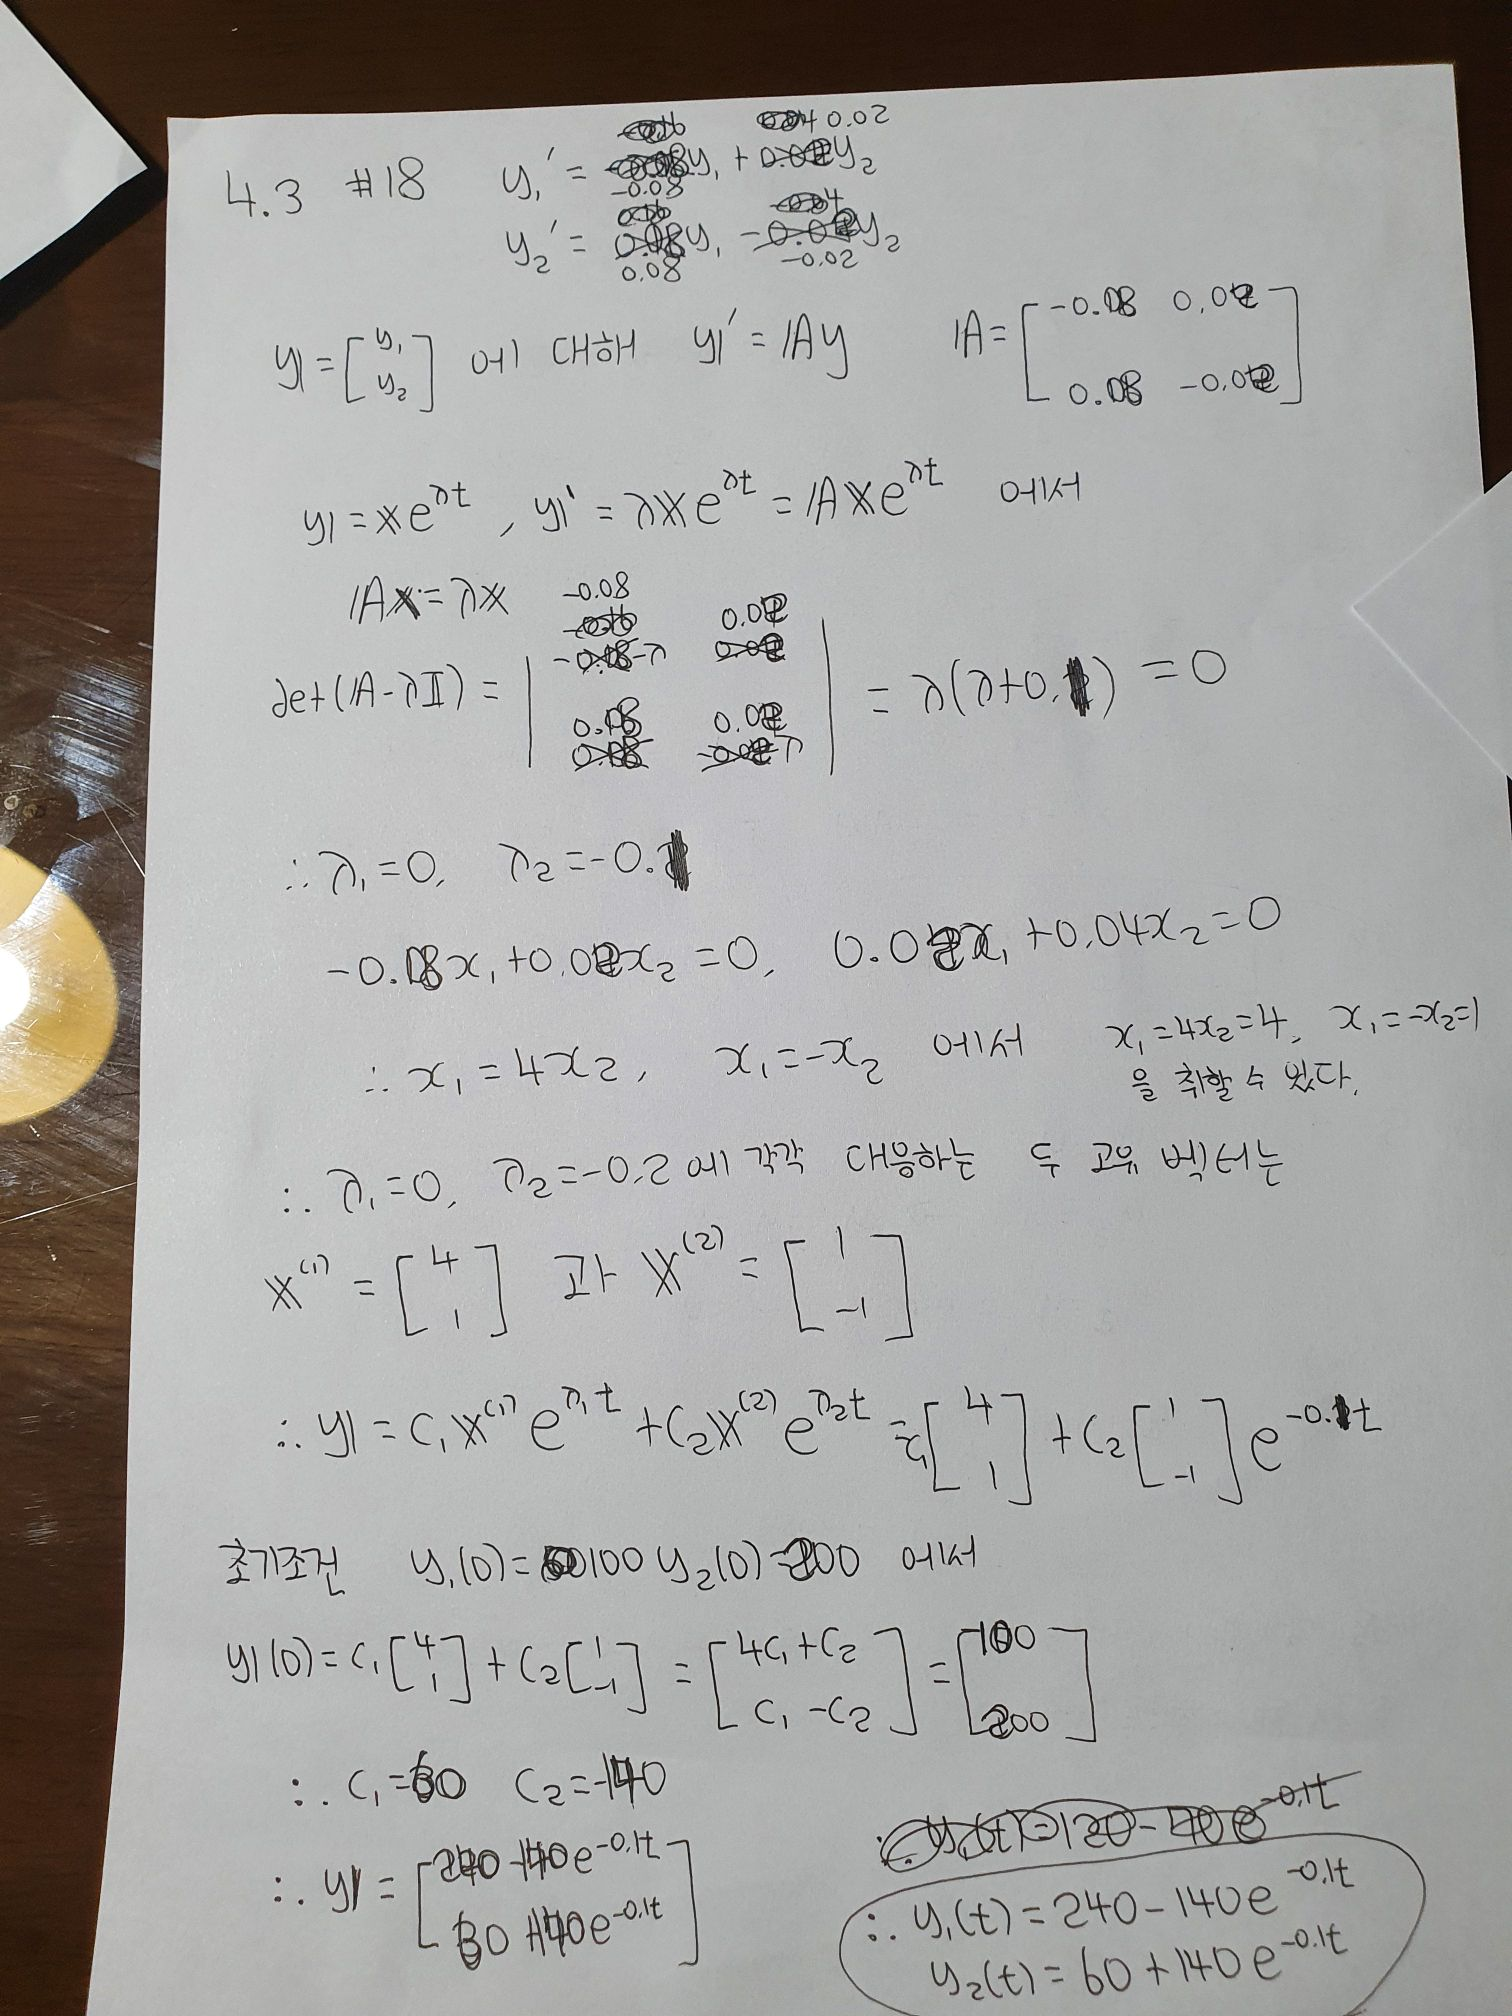 4.3 #18 y₁' = -0.08y₁ + 0.02y₂
y₂' = 0.08y₁ -0.02y₂
y = [y₁ y₂] 에 대해 y' = Ay A = [-0.08 0.02
0.08 -0.02]
y = xe^λt, y' = λxe^λt = Axe^λt 에서
Ax = λx
det(A-λI) = | -0.08 0.02
0.08 0.02 | = λ(λ+0.1) = 0
∴ λ₁=0, λ₂=-0.1
-0.08x₁+0.02x₂ = 0, 0.02x₁+0.04x₂=0
∴ x₁ = 4x₂, x₁=-x₂ 에서 x₁=4x₂=4, x₁=-x₂=1
을 취할 수 있다.
∴ λ₁=0, λ₂=-0.2 에 각각 대응하는 두 고유 벡터는
x⁽¹⁾ = [4 1] 과 x⁽²⁾ = [1 -1]
∴ y = c₁x⁽¹⁾e^λ₁t + c₂x⁽²⁾e^λ₂t = c₁[4 1] + c₂[1 -1]e^-0.1t
초기조건 y₁(0)=100 y₂(0)=200 에서
y(0) = c₁[4 1] + c₂[1 -1] = [4c₁+c₂ c₁-c₂] = [100 200]
∴ c₁=60 c₂=-140
∴ y₁(t)=120-40e^-0.1t
∴ y = [240-140e^-0.1t
60+140e^-0.1t]
∴ y₁(t) = 240-140e^-0.1t
y₂(t) = 60+140e^-0.1t